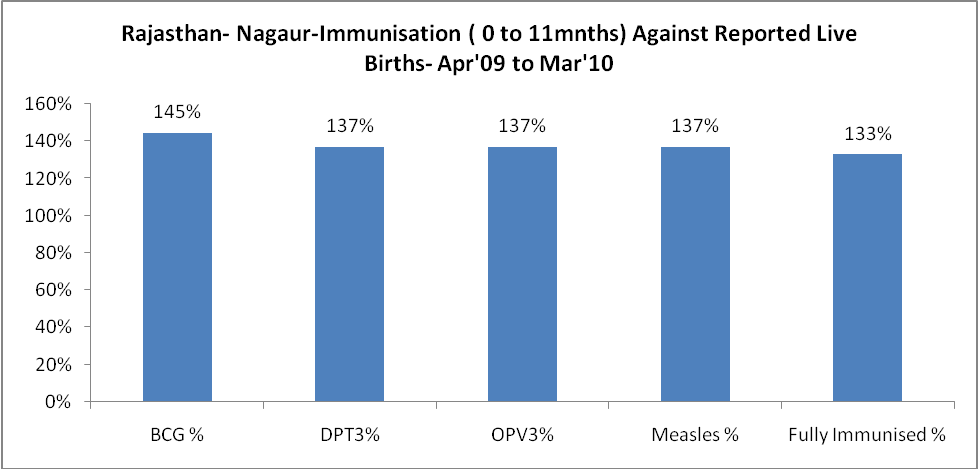 Rajasthan- Nagaur-Immunisation ( 0 to 11mnths) Against Reported Live
Births- Apr'09 to Mar'10
160%
140%
120%
100%
80%
60%
40%
20%
0%
145%
137%
137%
137%
133%
BCG %
DPT3%
OPV3%
Measles %
Fully Immunised %